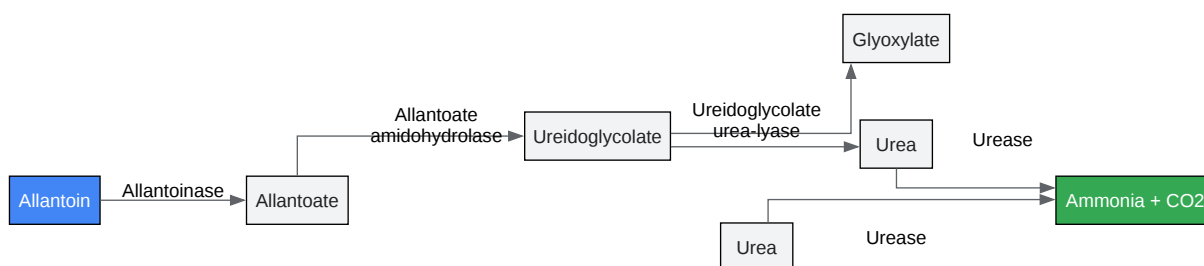 Glyoxylate
Allantoate
amidohydrolase
Ureidoglycolate
Ureidoglycolate
urea-lyase
Urea
Urease
Allantoin
Allantoinase
Allantoate
Ammonia + CO2
Urea
Urease